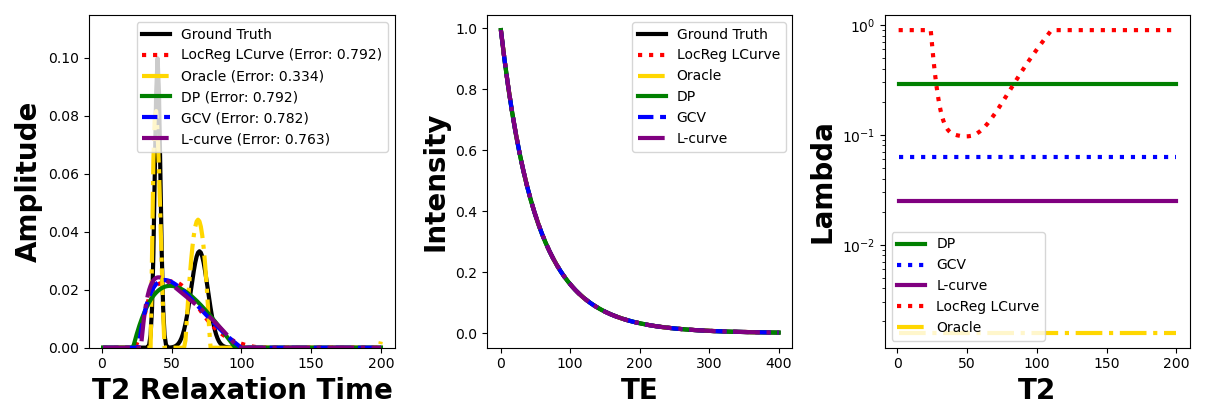 Amplitude
0.10
0.08
0.06
0.04
0.02
0.00
Ground Truth
LocReg LCurve (Error: 0.792)
Oracle (Error: 0.334)
DP (Error: 0.792)
GCV (Error: 0.782)
L-curve (Error: 0.763)
0 50 100 150 200
T2 Relaxation Time
Intensity
1.0
0.8
0.6
0.4
0.2
0.0
Ground Truth
LocReg LCurve
Oracle
DP
GCV
L-curve
0 100 200 300 400
TE
Lambda
10⁰
10⁻¹
10⁻²
DP
GCV
L-curve
LocReg LCurve
Oracle
0 50 100 150 200
T2